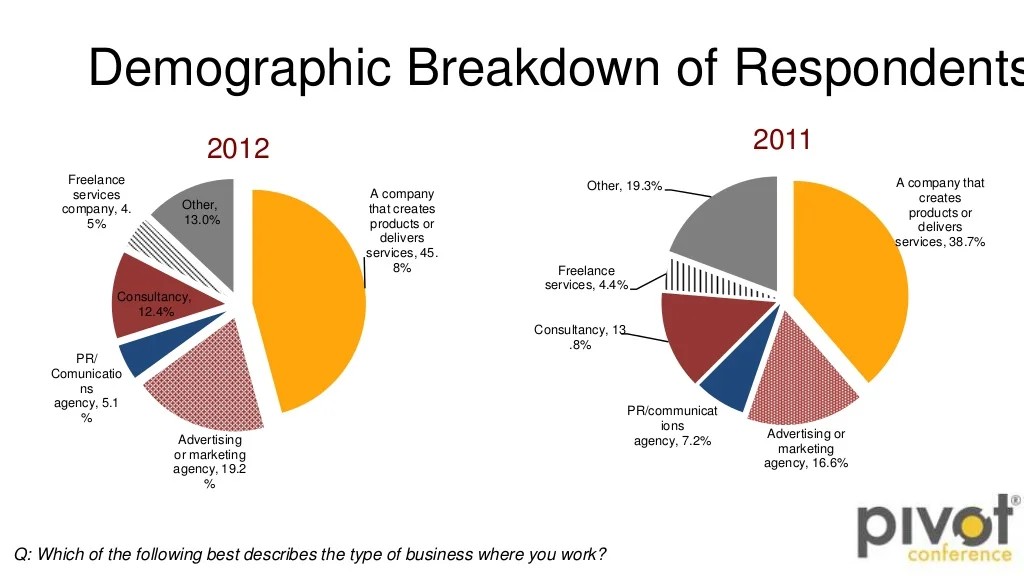 Demographic Breakdown of Respondents
2012
2011
Freelance
services
company, 4.
5%
Other,
13.0%
A company
that creates
products or
delivers
services, 45.
8%
Consultancy,
12.4%
PR/
Comunicatio
ns
agency, 5.1
%
Advertising
or marketing
agency, 19.2
%
Other, 19.3%
A company that
creates
products or
delivers
services, 38.7%
Freelance
services, 4.4%
Consultancy, 13
.8%
PR/communicat
ions
agency, 7.2%
Advertising or
marketing
agency, 16.6%
Q: Which of the following best describes the type of business where you work?
pivot®
conference